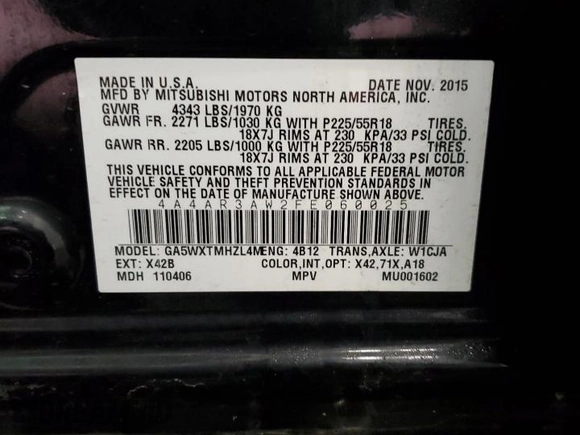 MADE IN U.S.A. DATE NOV. 2015
MFD BY MITSUBISHI MOTORS NORTH AMERICA, INC.
GVWR 4343 LBS/1970 KG
GAWR FR. 2271 LBS/1030 KG WITH P225/55R18 TIRES,
18X7J RIMS AT 230 KPA/33 PSI COLD.
GAWR RR. 2205 LBS/1000 KG WITH P225/55R18 TIRES,
18X7J RIMS AT 230 KPA/33 PSI COLD.
THIS VEHICLE CONFORMS TO ALL APPLICABLE FEDERAL MOTOR
VEHICLE SAFETY AND THEFT PREVENTION STANDARDS IN
EFFECT ON THE DATE OF MANUFACTURE SHOWN ABOVE.
4A4AR3AW2FE060025
MODEL: GA5WXTMHZL4M ENG: 4B12 TRANS,AXLE: W1CJA
EXT: X42B COLOR,INT,OPT: X42,71X,A18
MDH 110406 MPV MU001602